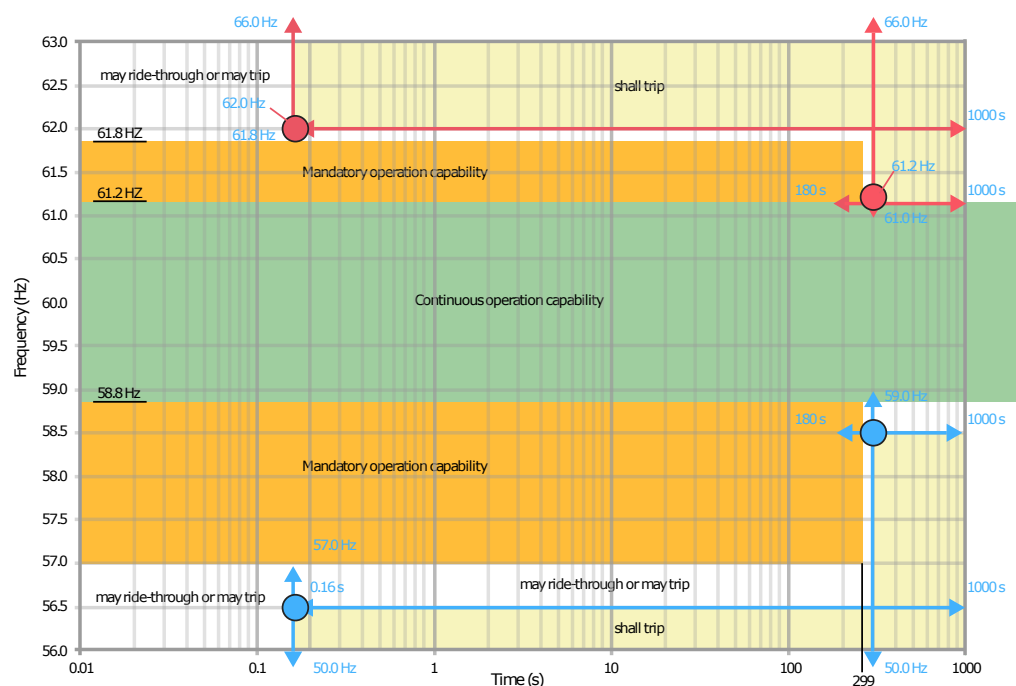 66.0 Hz
66.0 Hz
63.0
may ride-through or may trip
62.5
shall trip
62.0 Hz
62.0
1000 s
61.8 HZ
61.8 Hz
61.5
Mandatory operation capability
61.2 Hz
61.2 HZ
180 s
1000 s
61.0
61.0 Hz
60.5
60.0
Continuous operation capability
59.5
Frequency (Hz)
59.0
58.8 Hz
59.0 Hz
58.5
180 s
1000 s
58.0
Mandatory operation capability
57.5
57.0
57.0 Hz
0.16 s
may ride-through or may trip
may ride-through or may trip
1000 s
56.5
shall trip
56.0
0.01
0.1
50.0 Hz
1
10
100
50.0 Hz
1000
Time (s)
299